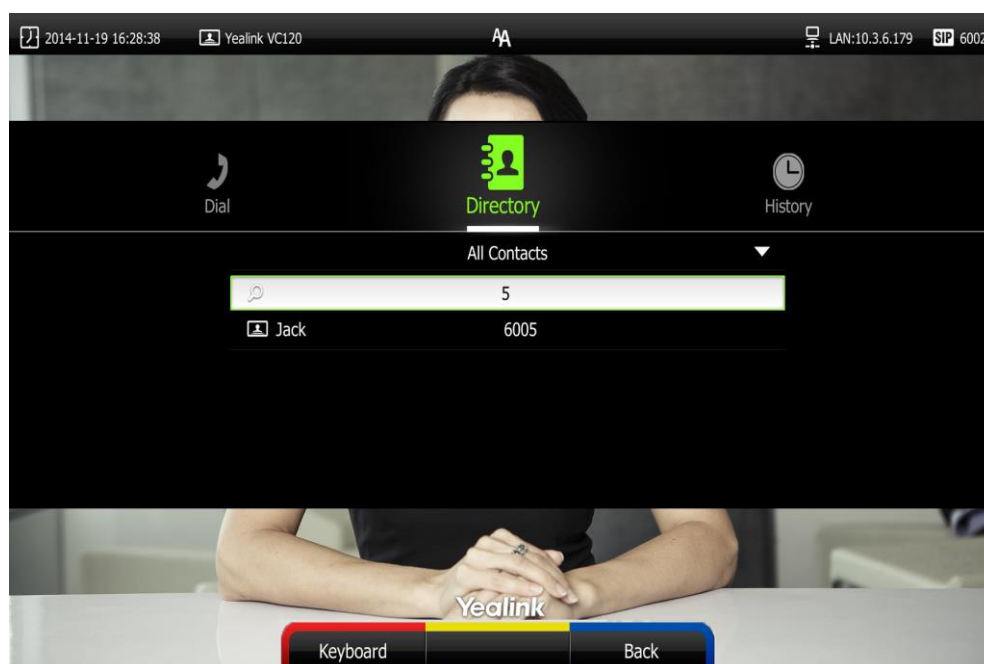 2014-11-19 16:28:38 Yealink VC120 AA LAN:10.3.6.179 SIP 6002
Dial Directory History
All Contacts
5
Jack 6005
Yealink
Keyboard Back